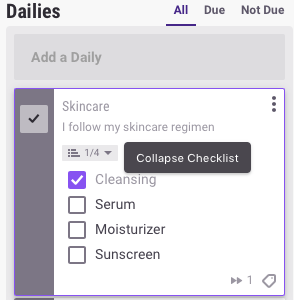 Dailies All Due Not Due
Add a Daily
Skincare
I follow my skincare regimen
1/4
Collapse Checklist
Cleansing
Serum
Moisturizer
Sunscreen
1